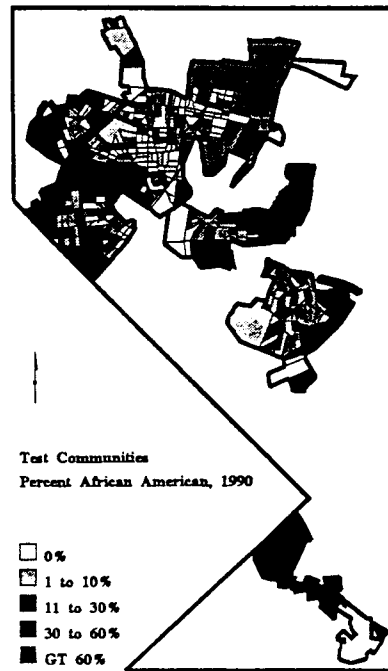 Test Communities
Percent African American, 1990
0%
1 to 10%
11 to 30%
30 to 60%
GT 60%